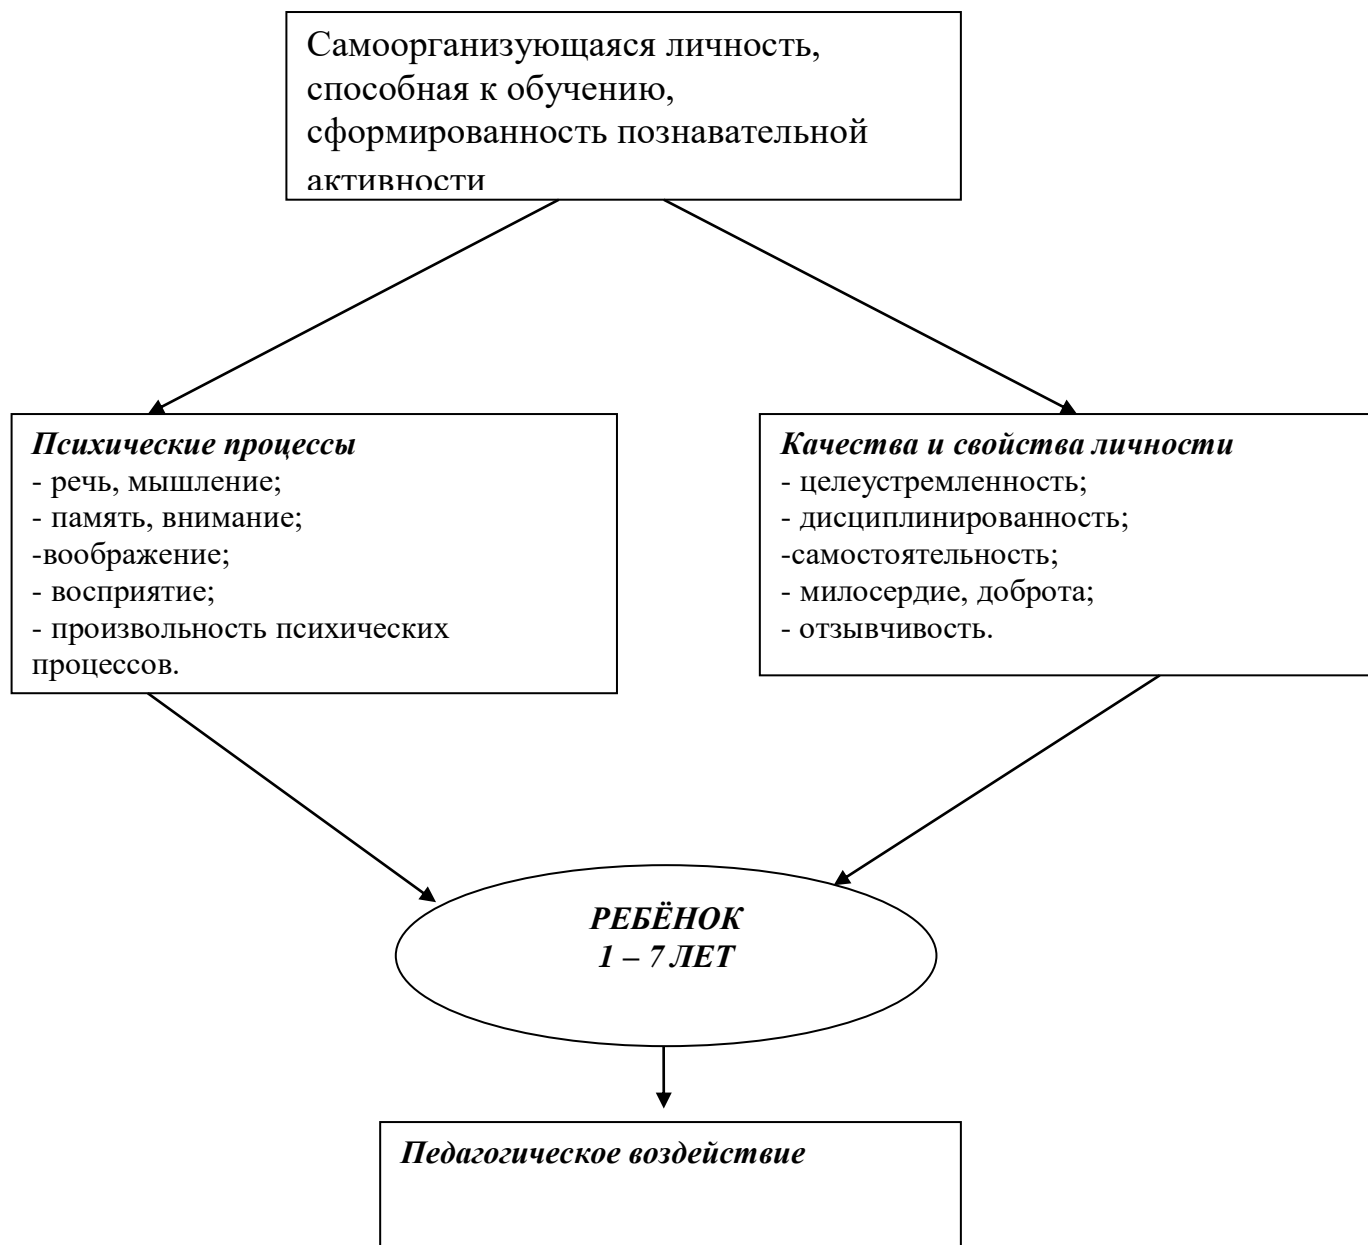 Самоорганизующаяся личность,
способная к обучению,
сформированность познавательной
активности
Психические процессы
- речь, мышление;
- память, внимание;
-воображение;
- восприятие;
- произвольность психических
процессов.
Качества и свойства личности
- целеустремленность;
- дисциплинированность;
-самостоятельность;
- милосердие, доброта;
- отзывчивость.
РЕБЁНОК
1 – 7 ЛЕТ
Педагогическое воздействие